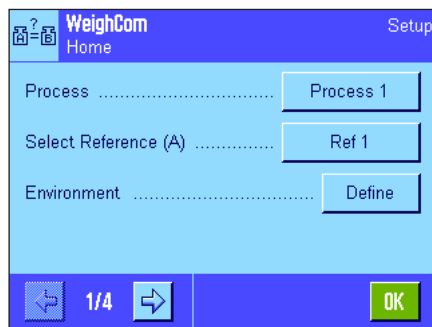 WeighCom
Setup
Home
Process .............................. Process 1
Select Reference (A) ............. Ref 1
Environment .............................. Define
1/4
OK
A?=B